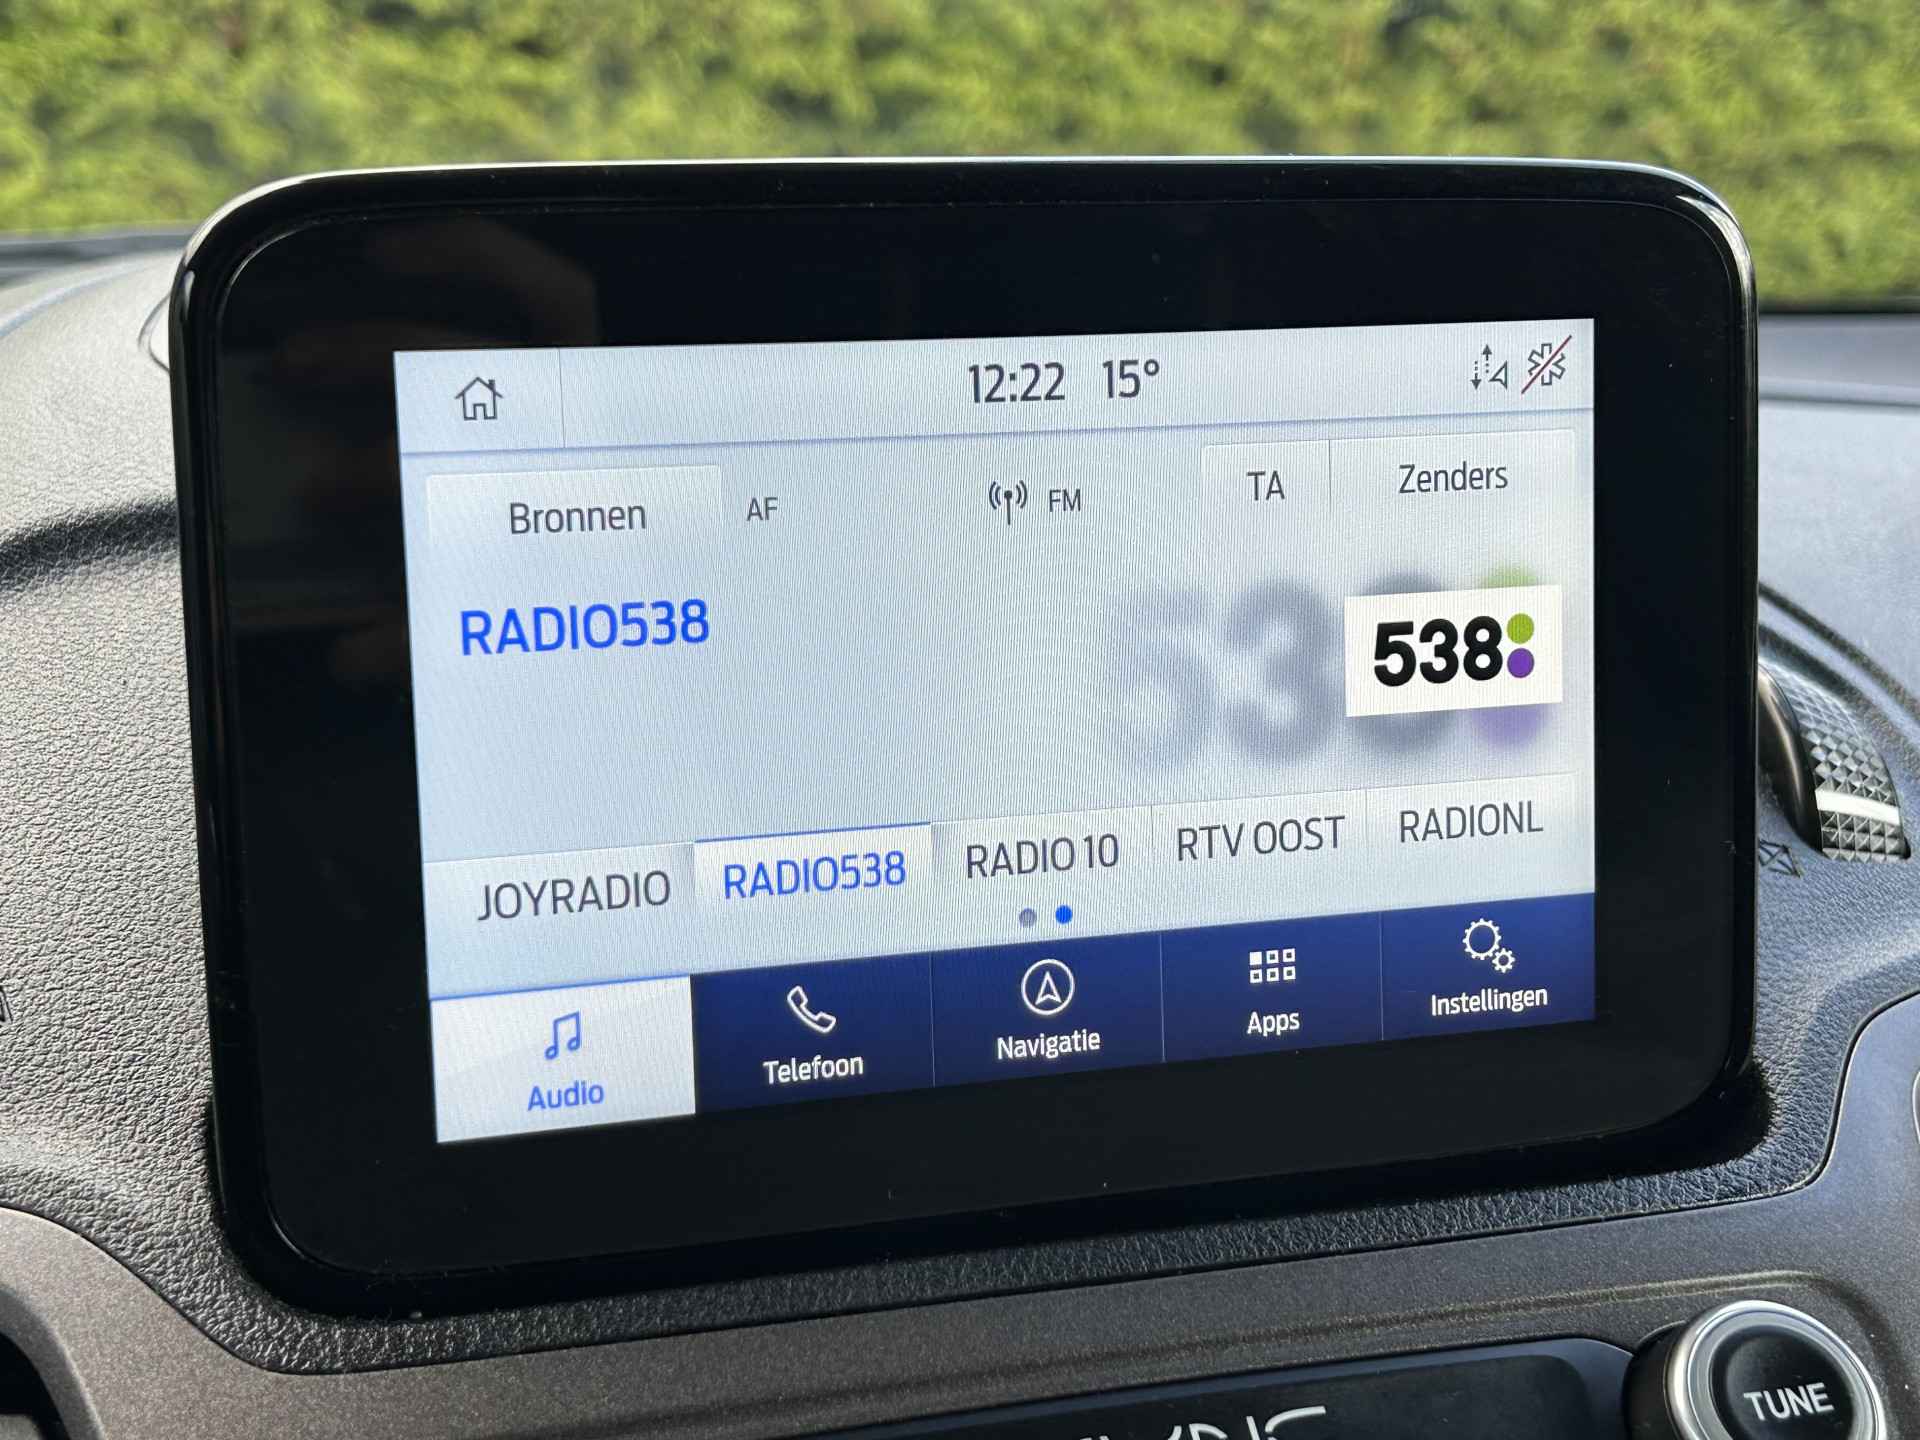 12:22 15°
Bronnen AF FM TA Zenders
RADIO538
538
JOYRADIO RADIO538 RADIO 10 RTV OOST RADIONL
Audio Telefoon Navigatie Apps Instellingen
TUNE